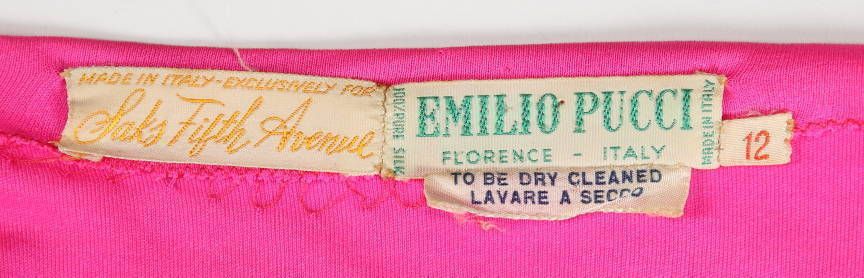 MADE IN ITALY-EXCLUSIVELY FOR
Saks Fifth Avenue
100% PURE SILK
EMILIO PUCCI
FLORENCE - ITALY
MADE IN ITALY
12
TO BE DRY CLEANED
LAVARE A SECCO